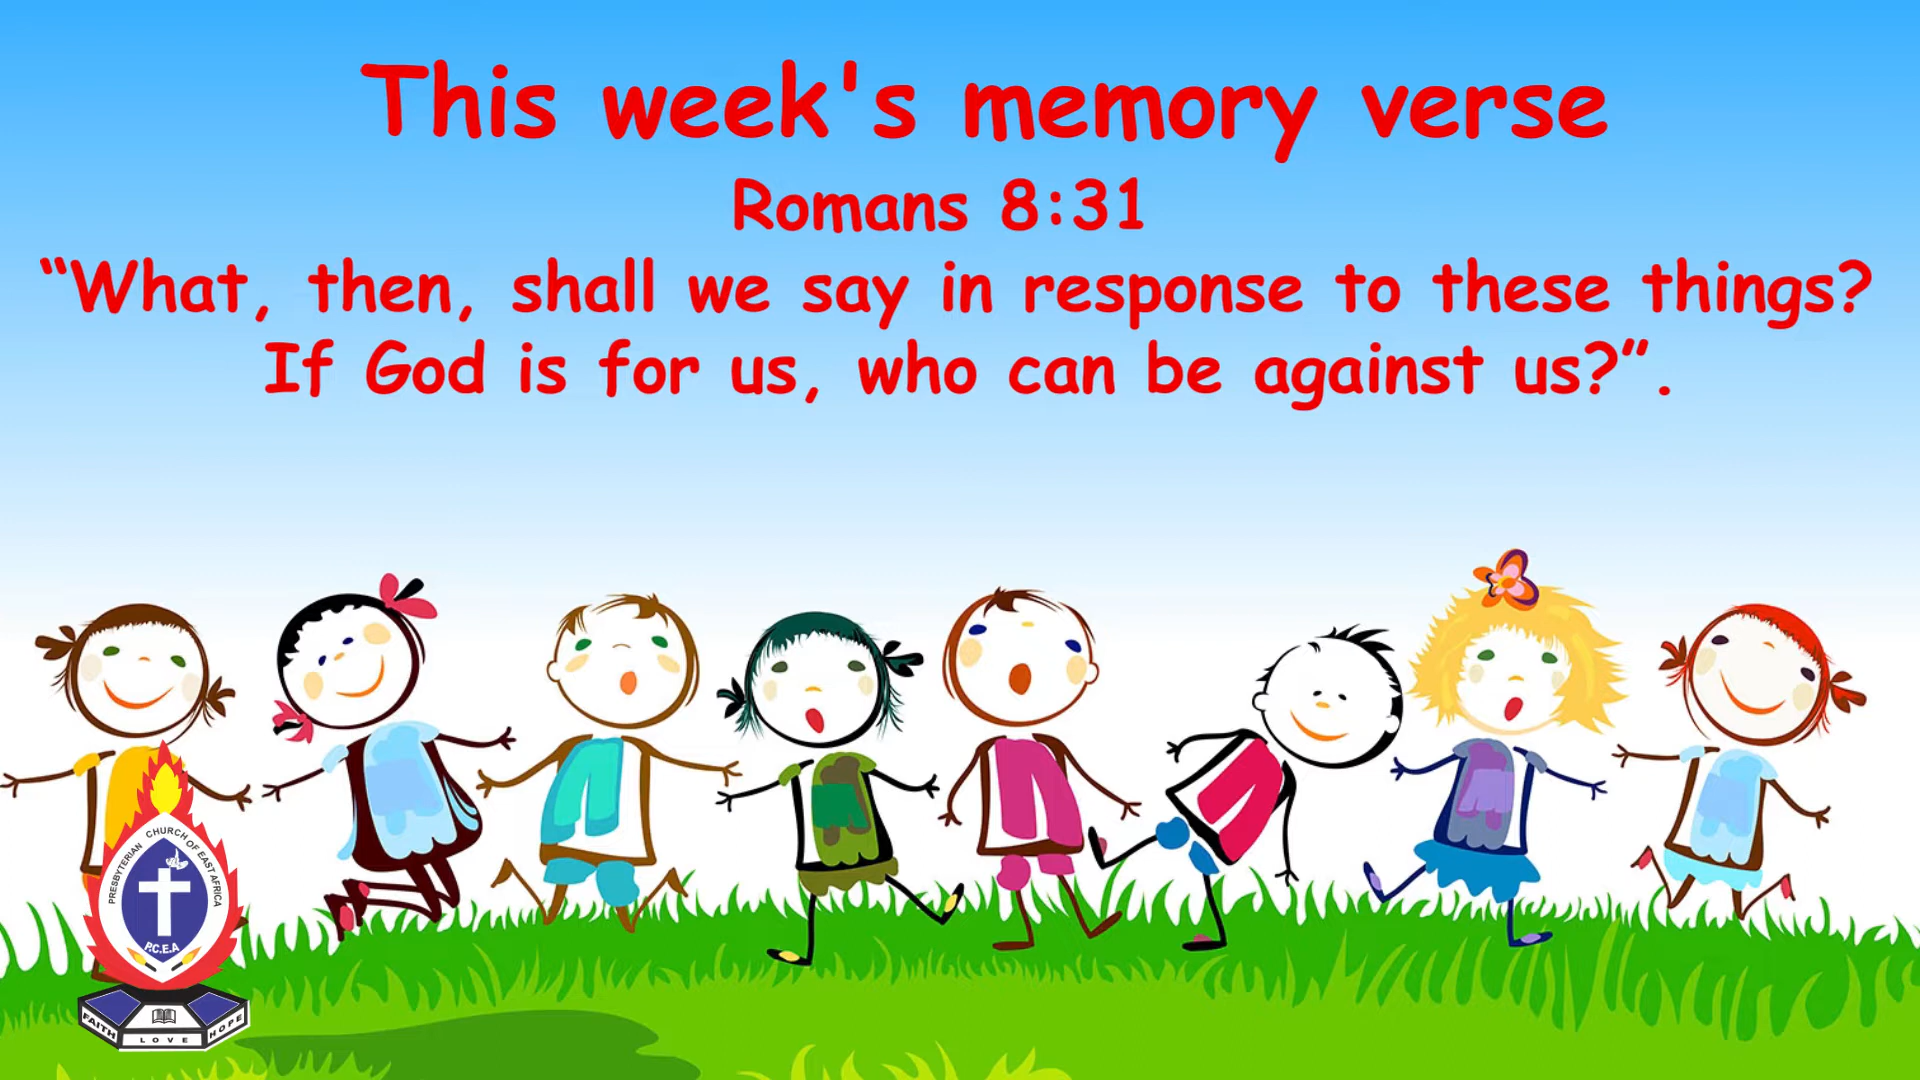 This week's memory verse
Romans 8:31
“What, then, shall we say in response to these things?
If God is for us, who can be against us?”.
PRESBYTERIAN CHURCH OF EAST AFRICA
P.C.E.A
FAITH
LOVE
HOPE